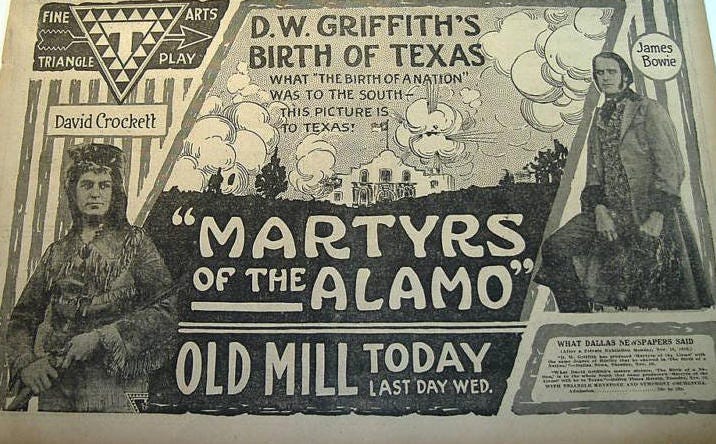 FINE ARTS
TRIANGLE PLAY
T
D.W. GRIFFITH'S
BIRTH OF TEXAS
WHAT "THE BIRTH OF A NATION"
WAS TO THE SOUTH—
THIS PICTURE IS
TO TEXAS!
David Crockett
James
Bowie
"MARTYRS
OF THE ALAMO"
OLD MILL TODAY
LAST DAY WED.
WHAT DALLAS NEWSPAPERS SAID